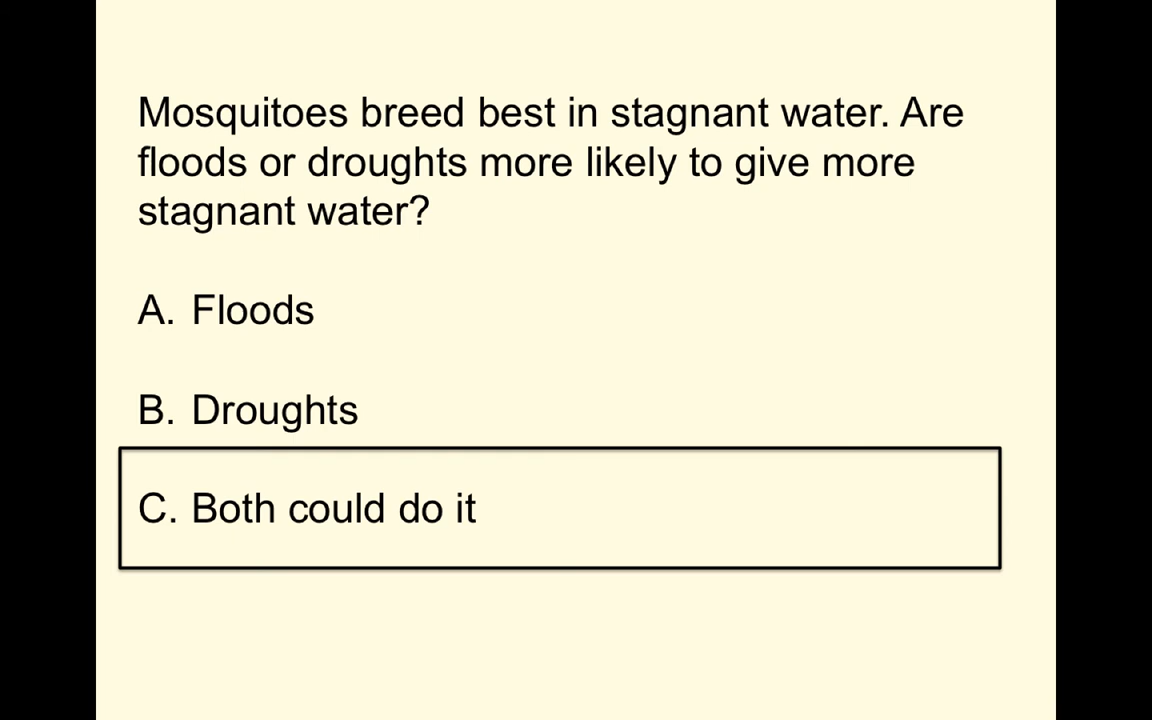 Mosquitoes breed best in stagnant water. Are
floods or droughts more likely to give more
stagnant water?
A. Floods
B. Droughts
C. Both could do it